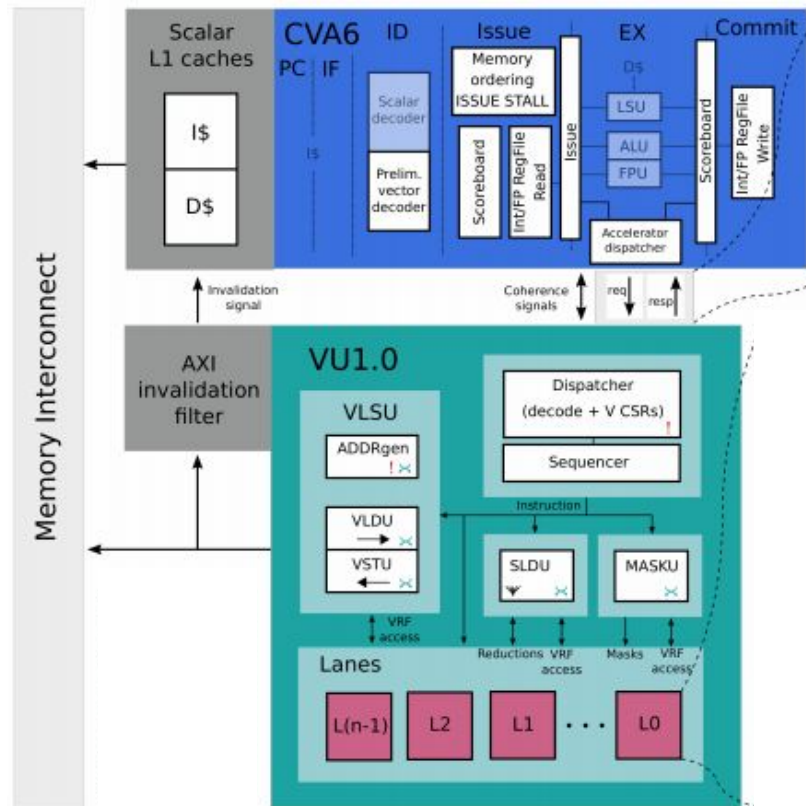 Scalar
L1 caches
I$
D$
CVA6
PC
IF
I$
ID
Scalar
decoder
Prelim.
vector
decoder
Issue
Memory
ordering
ISSUE STALL
Scoreboard
Int/FP RegFile
Read
Issue
EX
D$
LSU
ALU
FPU
Accelerator
dispatcher
Scoreboard
Commit
Int/FP RegFile
Write
Memory Interconnect
Invalidation
signal
Coherence
signals
req
resp
AXI
invalidation
filter
VU1.0
VLSU
ADDRgen
!
VLDU
VSTU
Dispatcher
(decode + V CSRs)
!
Sequencer
Instruction
SLDU
MASKU
VRF
access
Reductions
VRF
access
Masks
VRF
access
Lanes
L(n-1)
L2
L1
• • •
L0